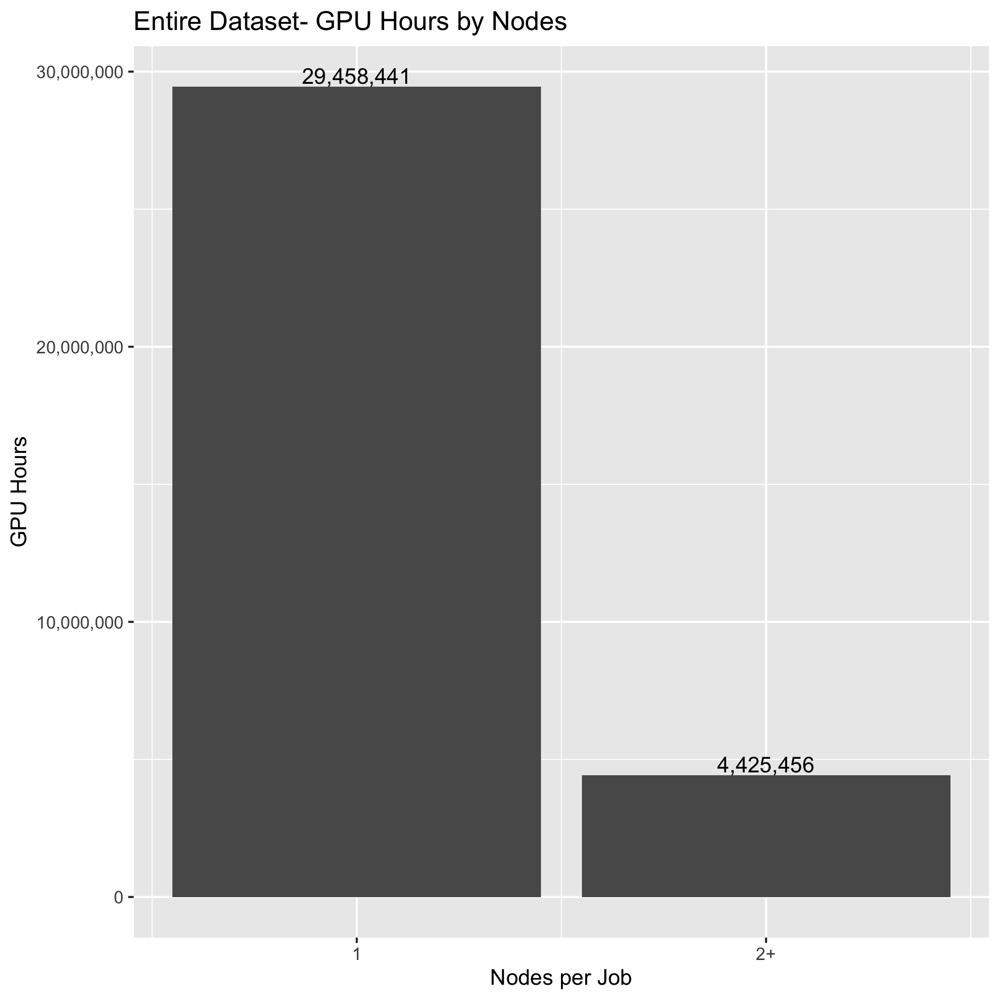 Entire Dataset- GPU Hours by Nodes
30,000,000
29,458,441
20,000,000
GPU Hours
10,000,000
4,425,456
0
1
2+
Nodes per Job